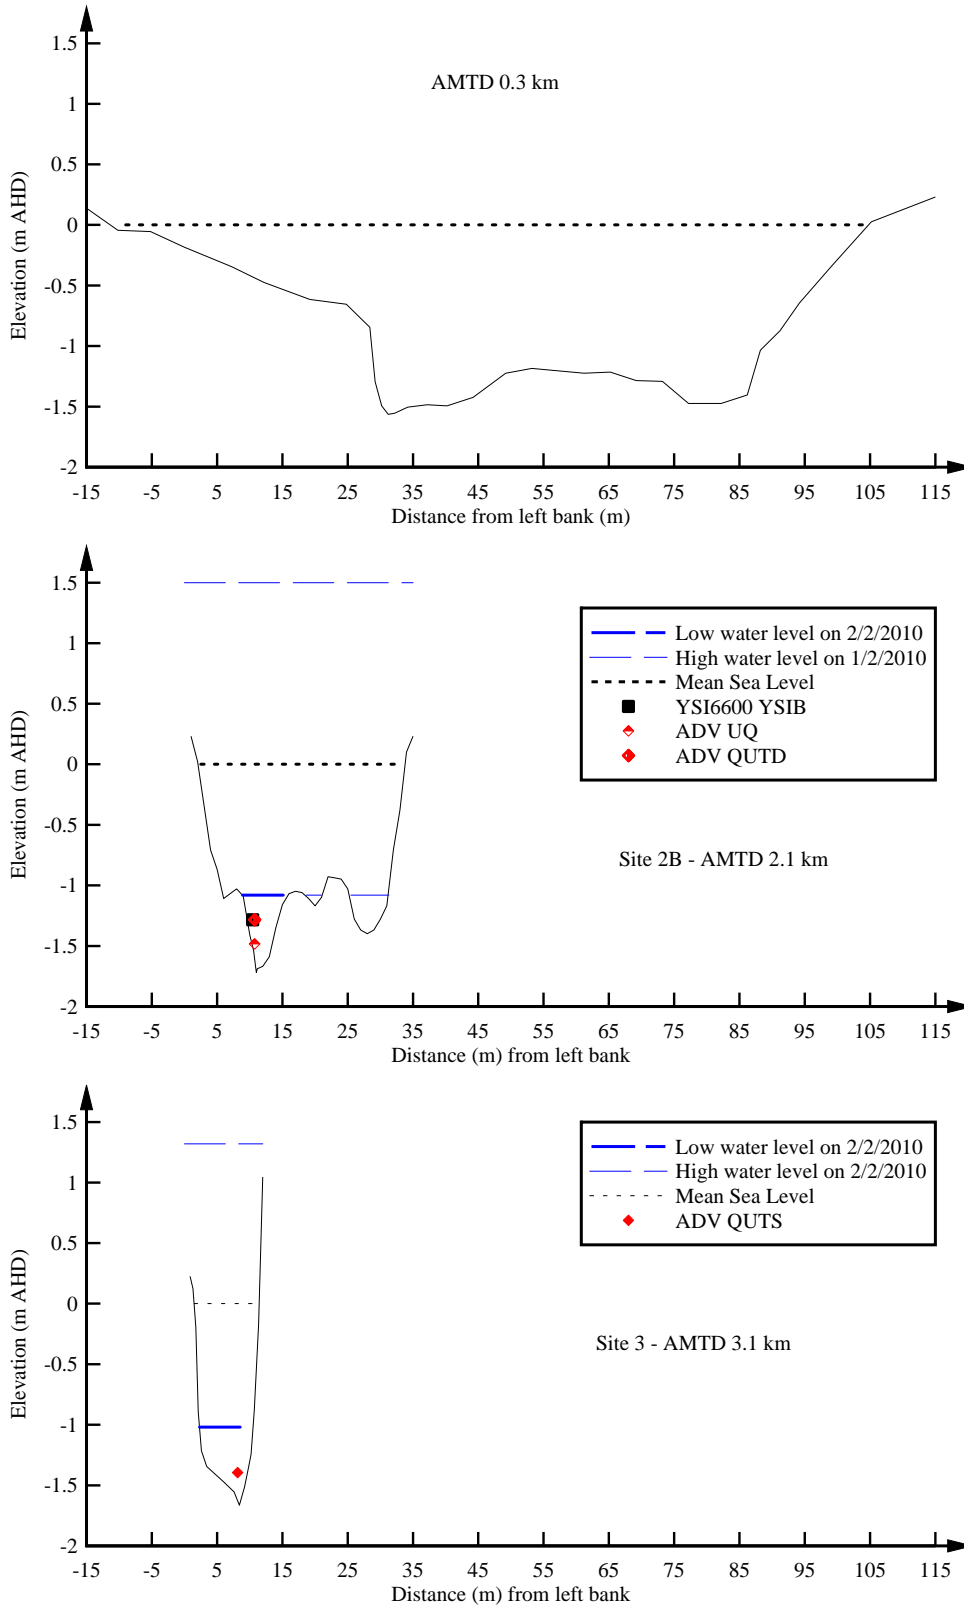 1.5
AMTD 0.3 km
1
0.5
0
-0.5
-1
-1.5
-2
Elevation (m AHD)
-15 -5 5 15 25 35 45 55 65 75 85 95 105 115
Distance from left bank (m)
1.5
1
0.5
0
-0.5
-1
-1.5
-2
Elevation (m AHD)
Low water level on 2/2/2010
High water level on 1/2/2010
Mean Sea Level
YSI6600 YSIB
ADV UQ
ADV QUTD
Site 2B - AMTD 2.1 km
-15 -5 5 15 25 35 45 55 65 75 85 95 105 115
Distance (m) from left bank
1.5
1
0.5
0
-0.5
-1
-1.5
-2
Elevation (m AHD)
Low water level on 2/2/2010
High water level on 2/2/2010
Mean Sea Level
ADV QUTS
Site 3 - AMTD 3.1 km
-15 -5 5 15 25 35 45 55 65 75 85 95 105 115
Distance (m) from left bank